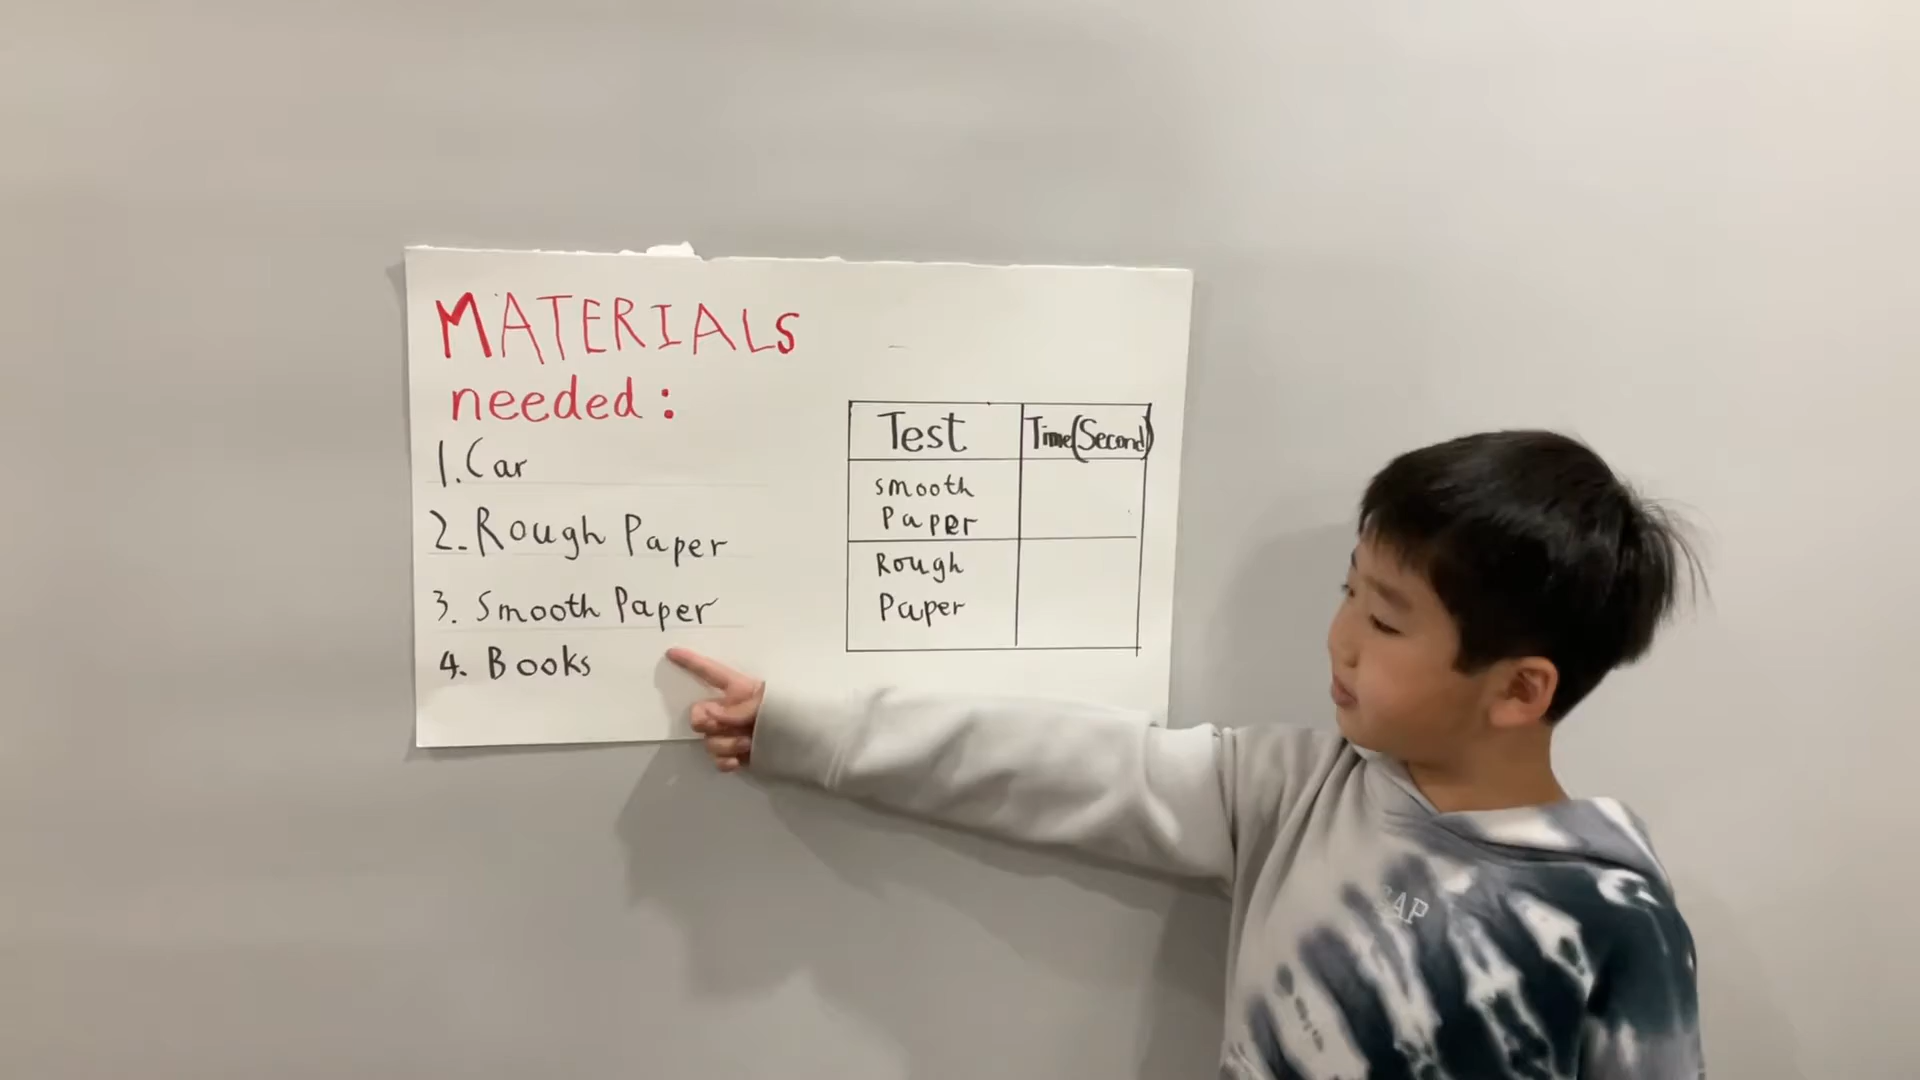 MATERIALS
needed:
1. Car
2. Rough Paper
3. Smooth Paper
4. Books
Test Time(Second)
smooth
Paper
Rough
Paper